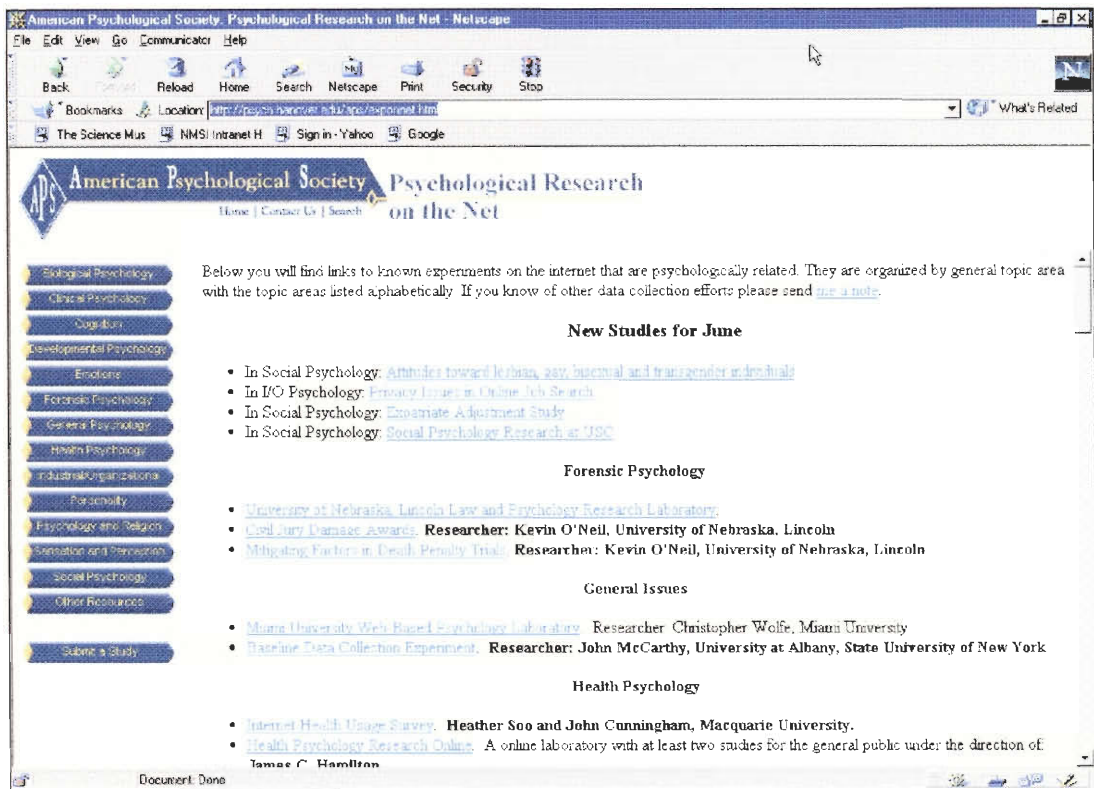 American Psychological Society, Psychological Research on the Net - Netscape
File Edit View Go Communicator Help
Back Forward Reload Home Search Netscape Print Security Stop
Bookmarks Location: http://psych.hanover.edu/aps/exponnet.html What's Related
The Science Mus NMSI Intranet H Sign in - Yahoo Google
APS American Psychological Society Psychological Research
Home | Contact Us | Search on the Net
Biological Psychology
Clinical Psychology
Cognition
Developmental Psychology
Emotions
Forensic Psychology
General Psychology
Health Psychology
Industrial/Organizational
Personality
Psychology and Religion
Sensation and Perception
Social Psychology
Other Resources
Submit a Study
Below you will find links to known experiments on the internet that are psychologically related. They are organized by general topic area
with the topic areas listed alphabetically. If you know of other data collection efforts please send me a note.
New Studies for June
• In Social Psychology: Attitudes toward lesbian, gay, bisexual and transgender individuals
• In I/O Psychology: Privacy Issues in Online Job Search
• In Social Psychology: Expatriate Adjustment Study
• In Social Psychology: Social Psychology Research at USC
Forensic Psychology
• University of Nebraska, Lincoln Law and Psychology Research Laboratory.
• Civil Jury Damage Awards. Researcher: Kevin O'Neil, University of Nebraska, Lincoln
• Mitigating Factors in Death Penalty Trials. Researcher: Kevin O'Neil, University of Nebraska, Lincoln
General Issues
• Miami University Web-Based Psychology Laboratory. Researcher Christopher Wolfe, Miami University
• Baseline Data Collection Experiment. Researcher: John McCarthy, University at Albany, State University of New York
Health Psychology
• Internet Health Usage Survey. Heather Soo and John Cunningham, Macquarie University.
• Health Psychology Research Online. A online laboratory with at least two studies for the general public under the direction of
James C. Hamilton
Document: Done